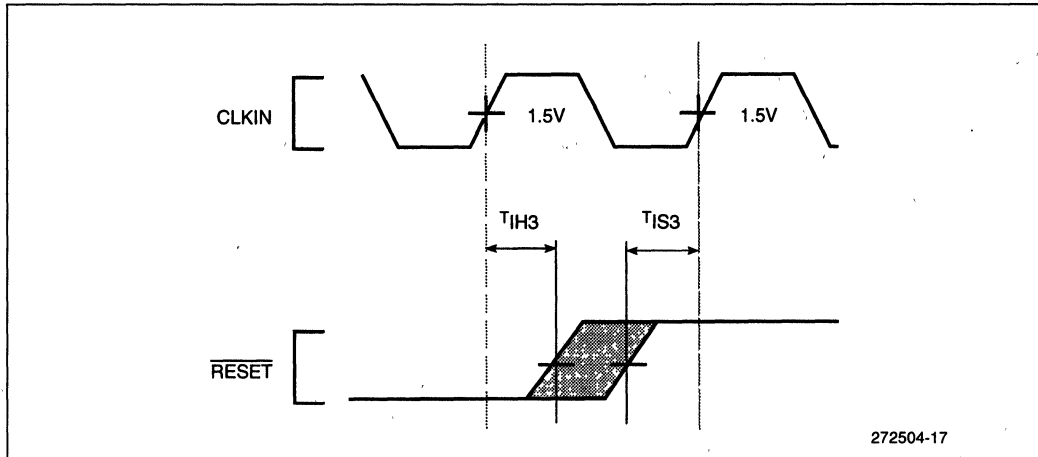 CLKIN
1.5V
1.5V
TIH3
TIS3
RESET
272504-17